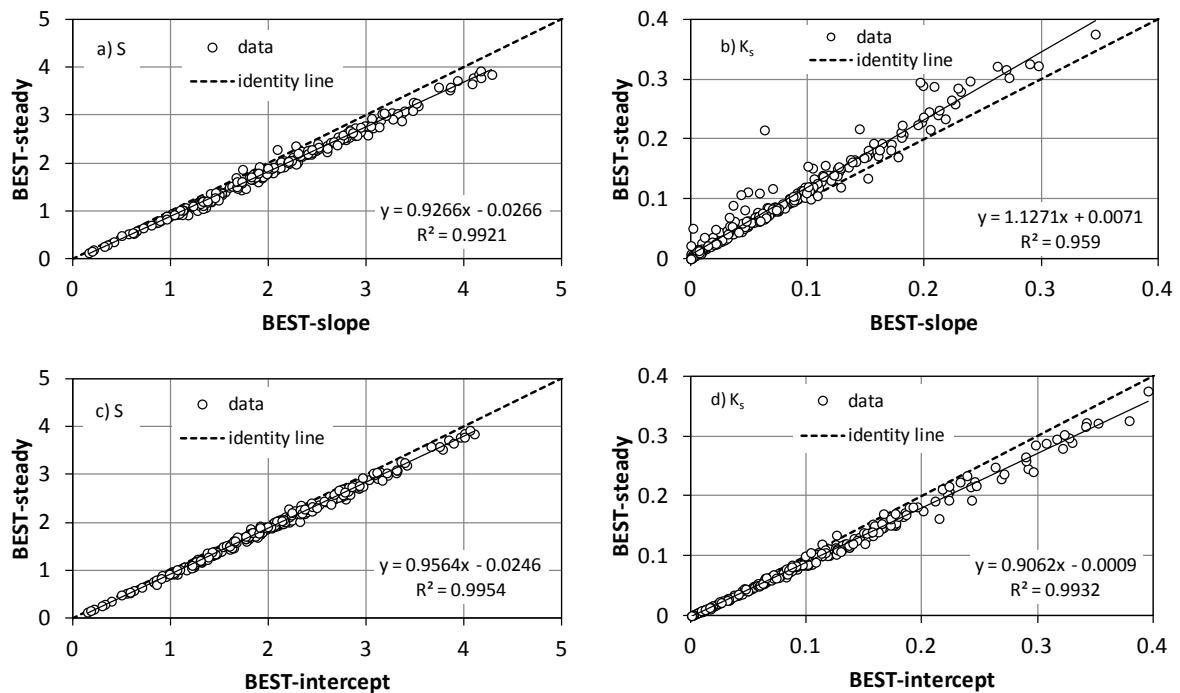 5
4
3
2
1
0
BEST-steady
a) S
data
identity line
y = 0.9266x - 0.0266
R² = 0.9921
0 1 2 3 4 5
BEST-slope
0.4
0.3
0.2
0.1
0
BEST-steady
b) Ks
data
identity line
y = 1.1271x + 0.0071
R² = 0.959
0 0.1 0.2 0.3 0.4
BEST-slope
5
4
3
2
1
0
BEST-steady
c) S
data
identity line
y = 0.9564x - 0.0246
R² = 0.9954
0 1 2 3 4 5
BEST-intercept
0.4
0.3
0.2
0.1
0
BEST-steady
d) Ks
data
identity line
y = 0.9062x - 0.0009
R² = 0.9932
0 0.1 0.2 0.3 0.4
BEST-intercept